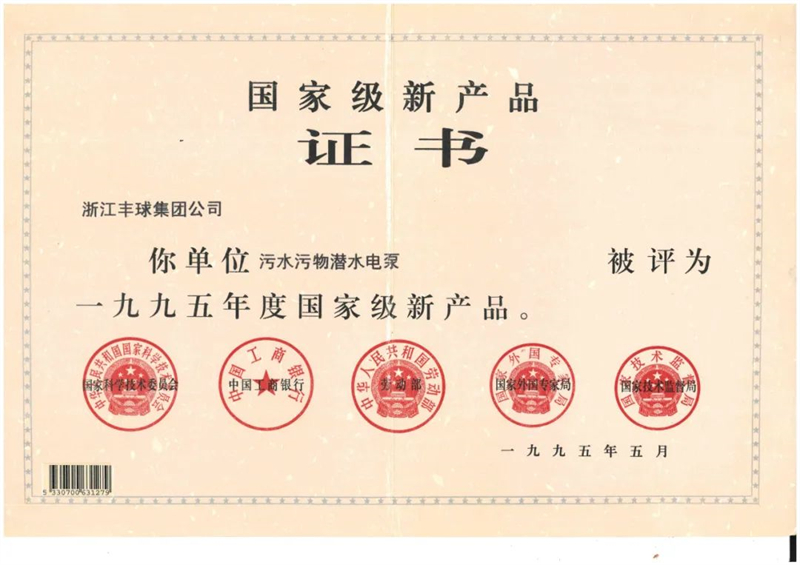 国家级新产品
证书
浙江丰球集团公司
你单位 污水污物潜水电泵 被评为
一九九五年度国家级新产品。
中华人民共和国国家科学技术委员会
国家科学技术委员会
中国工商银行
中国工商银行
中华人民共和国劳动部
劳动部
国家外国专家局
国家外国专家局
国家技术监督局
国家技术监督局
一九九五年五月
5 330700 631279